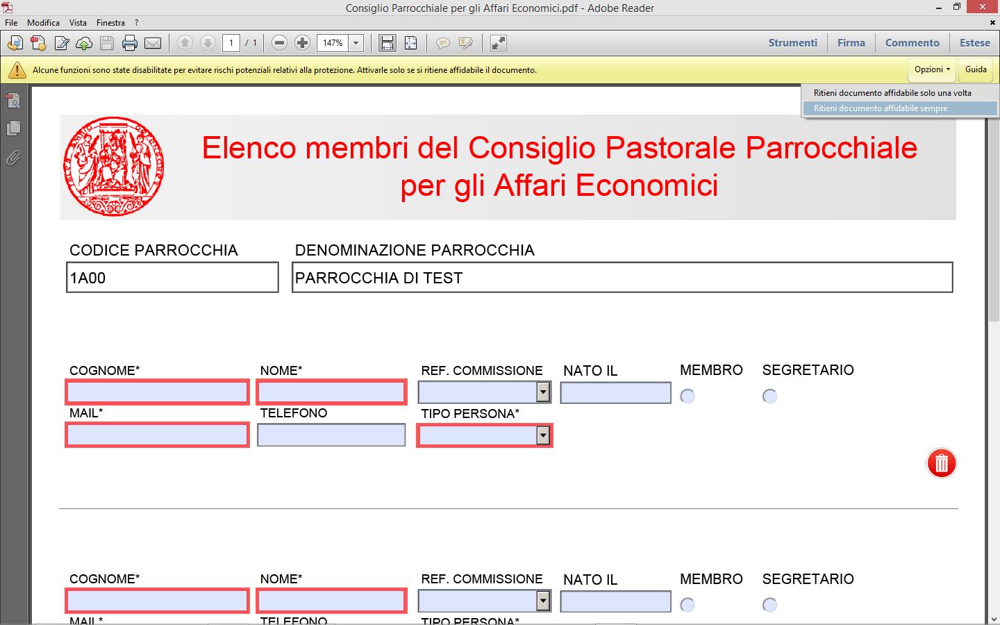 Consiglio Parrocchiale per gli Affari Economici.pdf - Adobe Reader
File Modifica Vista Finestra ?
1 / 1 147% Strumenti Firma Commento Estese
Alcune funzioni sono state disabilitate per evitare rischi potenziali relativi alla protezione. Attivarle solo se si ritiene affidabile il documento. Opzioni Guida
Ritieni documento affidabile solo una volta
Ritieni documento affidabile sempre
Elenco membri del Consiglio Pastorale Parrocchiale
per gli Affari Economici
CODICE PARROCCHIA DENOMINAZIONE PARROCCHIA
1A00 PARROCCHIA DI TEST
COGNOME* NOME* REF. COMMISSIONE NATO IL MEMBRO SEGRETARIO
MAIL* TELEFONO TIPO PERSONA*
COGNOME* NOME* REF. COMMISSIONE NATO IL MEMBRO SEGRETARIO
MAIL* TELEFONO TIPO PERSONA*